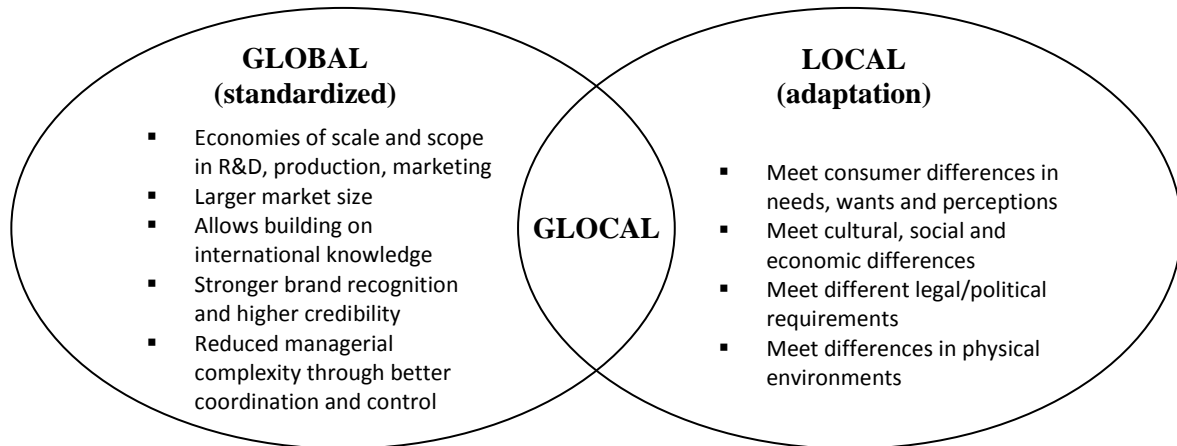 GLOBAL
(standardized)
▪ Economies of scale and scope
in R&D, production, marketing
▪ Larger market size
▪ Allows building on
international knowledge
▪ Stronger brand recognition
and higher credibility
▪ Reduced managerial
complexity through better
coordination and control
GLOCAL
LOCAL
(adaptation)
▪ Meet consumer differences in
needs, wants and perceptions
▪ Meet cultural, social and
economic differences
▪ Meet different legal/political
requirements
▪ Meet differences in physical
environments